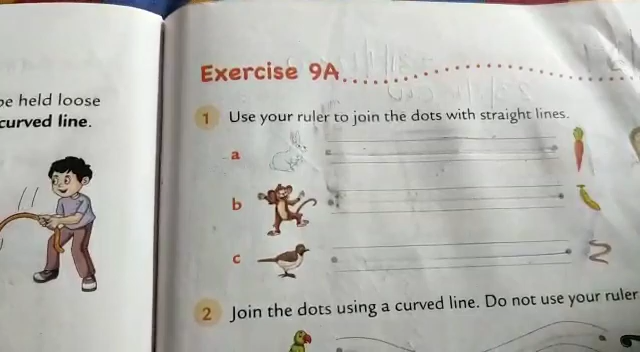 be held loose
curved line.
Exercise 9A
1 Use your ruler to join the dots with straight lines.
a
b
c
2 Join the dots using a curved line. Do not use your ruler